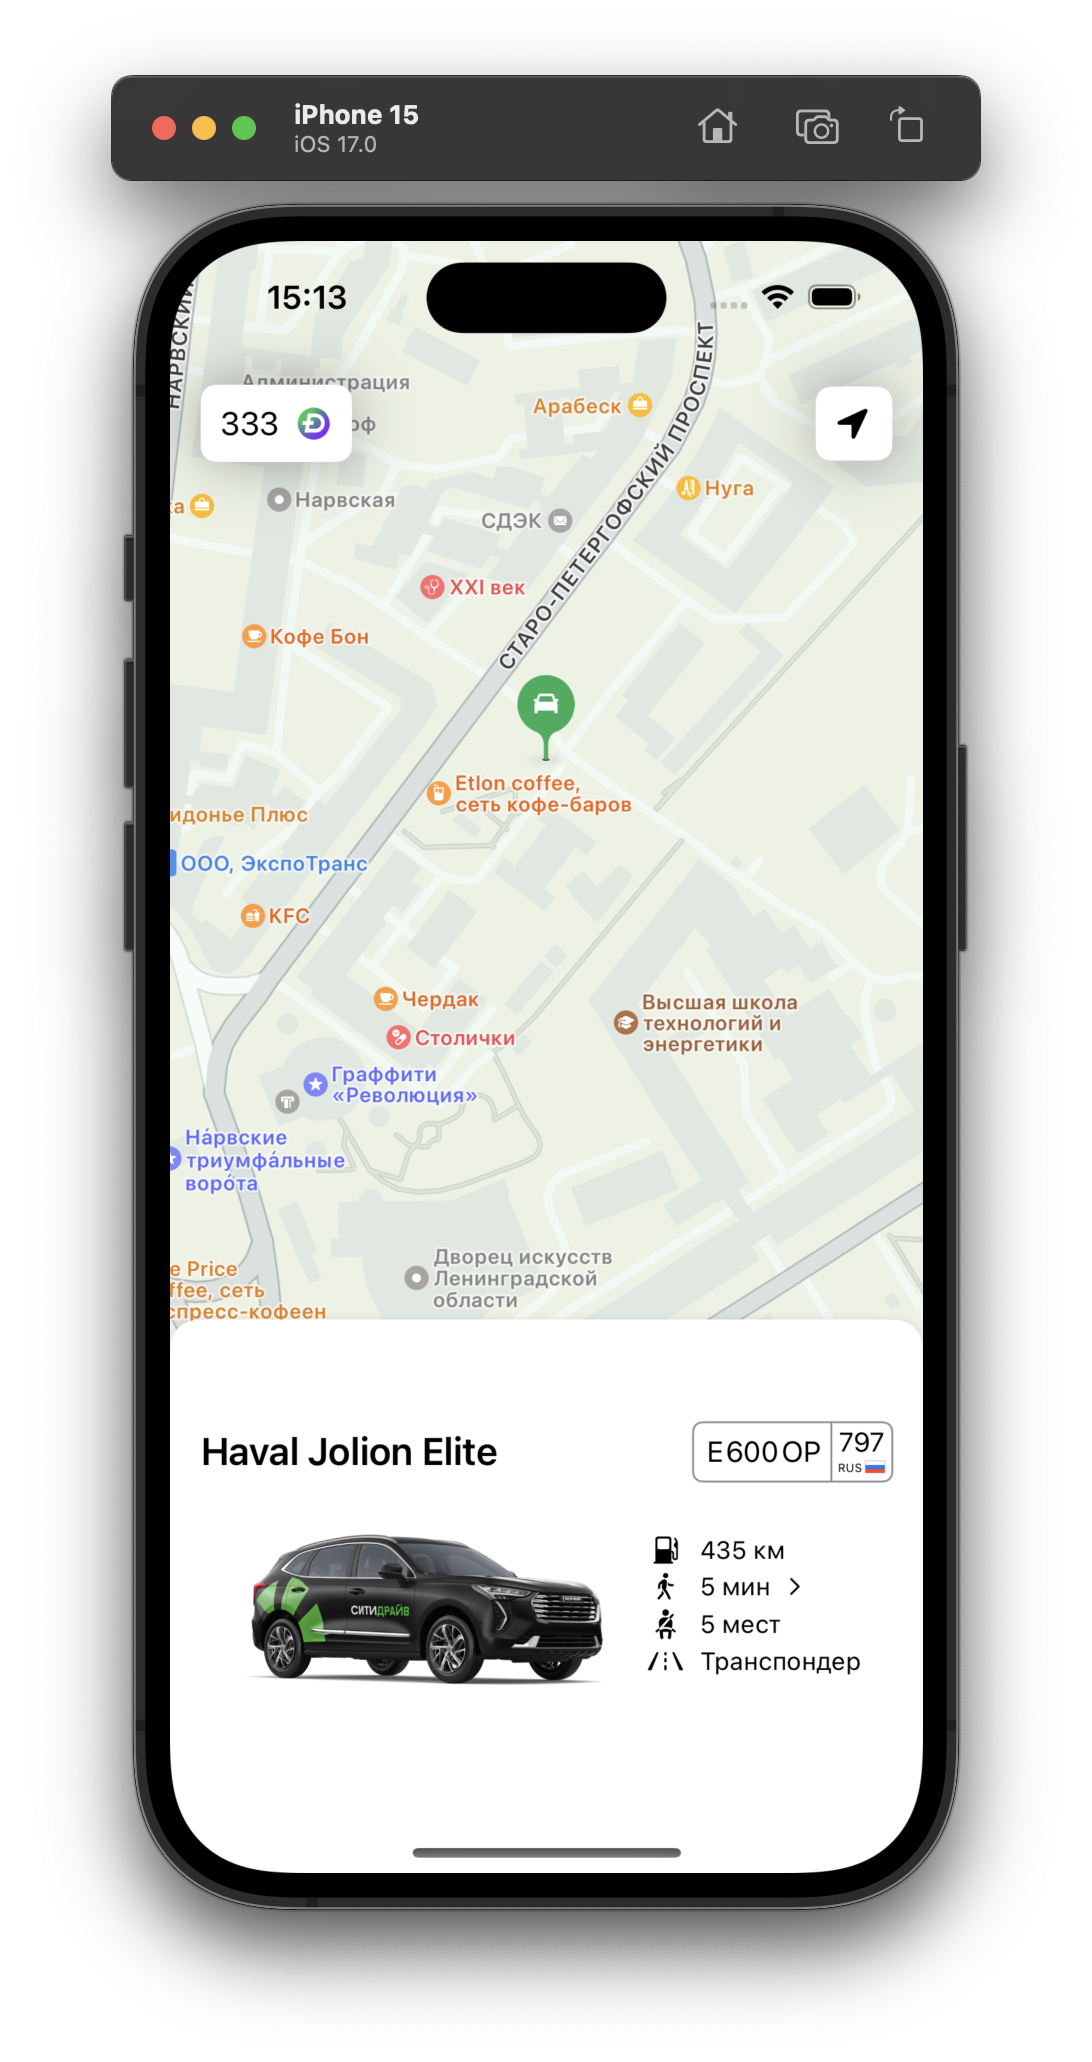 iPhone 15
iOS 17.0
15:13
НАРВСКИЙ
Администрация
333
оф
Арабеск
СТАРО-ПЕТЕРГОФСКИЙ ПРОСПЕКТ
Нуга
ка
Нарвская
СДЭК
XXI век
Кофе Бон
Etlon coffee,
сеть кофе-баров
идонье Плюс
ООО, ЭкспоТранс
KFC
Чердак
Столички
Высшая школа
технологий и
энергетики
Граффити
«Революция»
На́рвские
триумфа́льные
воро́та
Дворец искусств
Ленинградской
области
e Price
ffee, сеть
спресс-кофеен
Haval Jolion Elite
E600OP
797
RUS
СИТИДРАЙВ
435 км
5 мин
5 мест
Транспондер